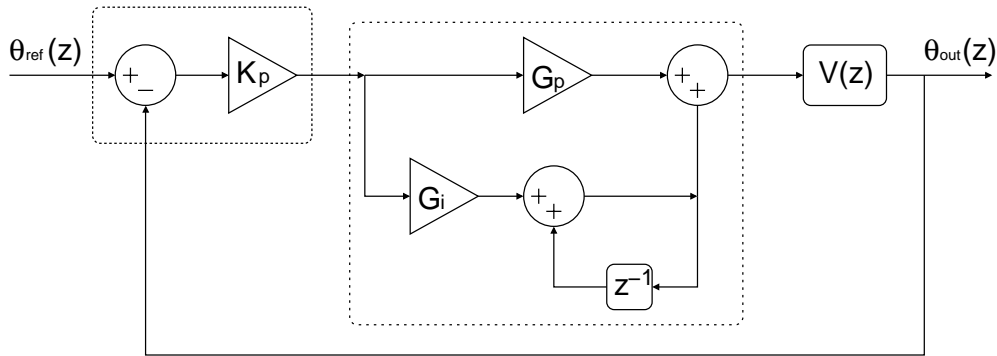 θref(z)
+
−
Kp
Gp
+
+
V(z)
θout(z)
Gi
+
+
z−1